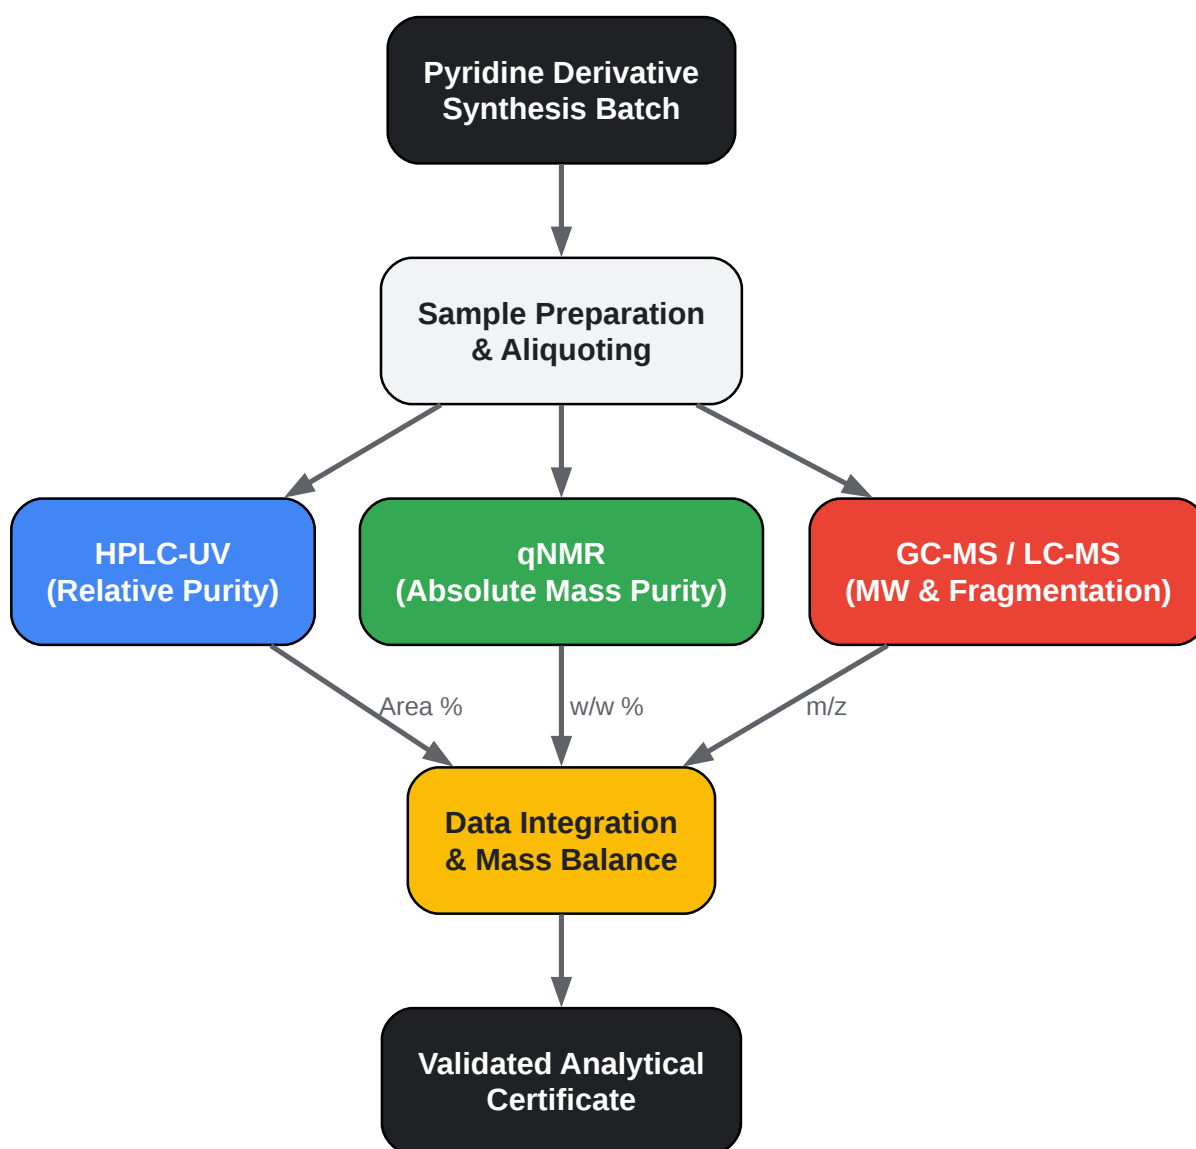 Pyridine Derivative
Synthesis Batch
Sample Preparation
& Aliquoting
HPLC-UV
(Relative Purity)
qNMR
(Absolute Mass Purity)
GC-MS / LC-MS
(MW & Fragmentation)
Area %
w/w %
m/z
Data Integration
& Mass Balance
Validated Analytical
Certificate